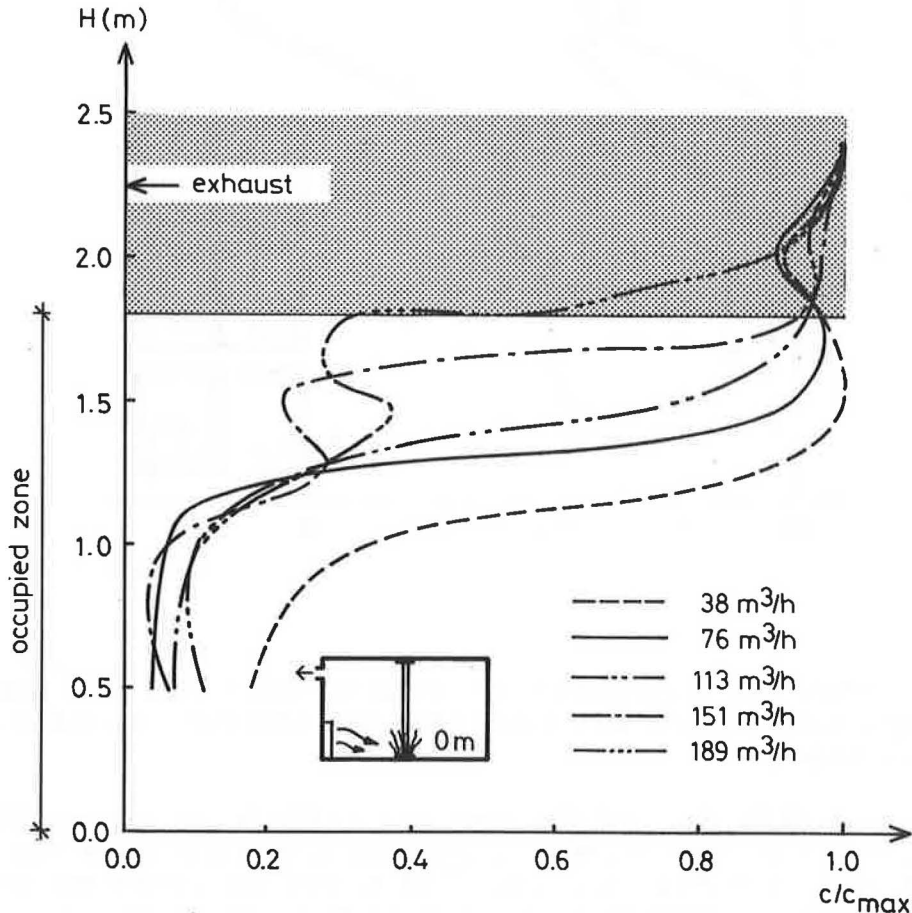 H(m)
2.5
exhaust
2.0
1.5
1.0
0.5
0.0
occupied zone
38 m³/h
76 m³/h
113 m³/h
151 m³/h
189 m³/h
0m
0.0 0.2 0.4 0.6 0.8 1.0
c/cmax